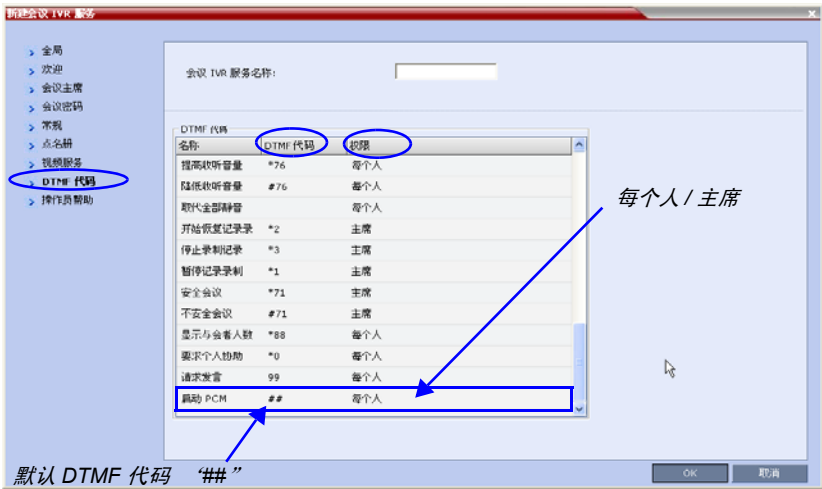 新建会议 IVR 服务
全局
欢迎
会议主席
会议密码
常规
点名册
视频服务
DTMF 代码
操作员帮助
会议 IVR 服务名称:
DTMF 代码
名称 DTMF 代码 权限
提高收听音量 *76 每个人
降低收听音量 #76 每个人
取代全部静音 每个人
开始恢复记录录 *2 主席
停止录制记录 *3 主席
暂停记录录制 *1 主席
安全会议 *71 主席
不安全会议 #71 主席
显示与会者人数 *88 每个人
要求个人协助 *0 每个人
请求发言 99 每个人
启动 PCM ## 每个人
每个人 / 主席
默认 DTMF 代码 “##”
OK 取消